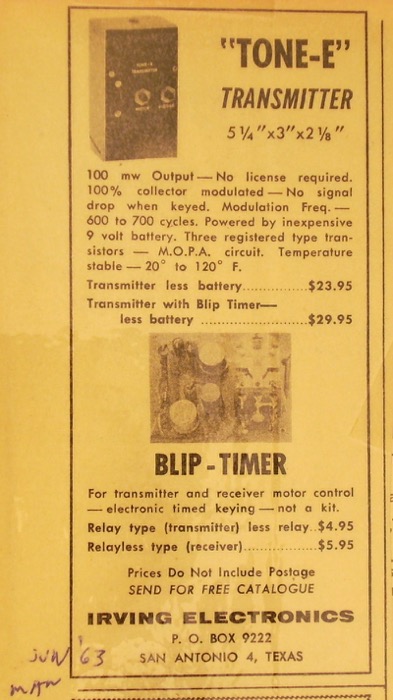 "TONE-E"
TRANSMITTER
5 1/4"x3"x2 1/8"
100 mw Output — No license required.
100% collector modulated — No signal
drop when keyed. Modulation Freq. —
600 to 700 cycles. Powered by inexpensive
9 volt battery. Three registered type tran-
sistors — M.O.P.A. circuit. Temperature
stable — 20° to 120° F.
Transmitter less battery..............$23.95
Transmitter with Blip Timer—
less battery ......................$29.95
BLIP-TIMER
For transmitter and receiver motor control
— electronic timed keying — not a kit.
Relay type (transmitter) less relay..$4.95
Relayless type (receiver)...............$5.95
Prices Do Not Include Postage
SEND FOR FREE CATALOGUE
IRVING ELECTRONICS
P. O. BOX 9222
SAN ANTONIO 4, TEXAS
JUN '63
MAN